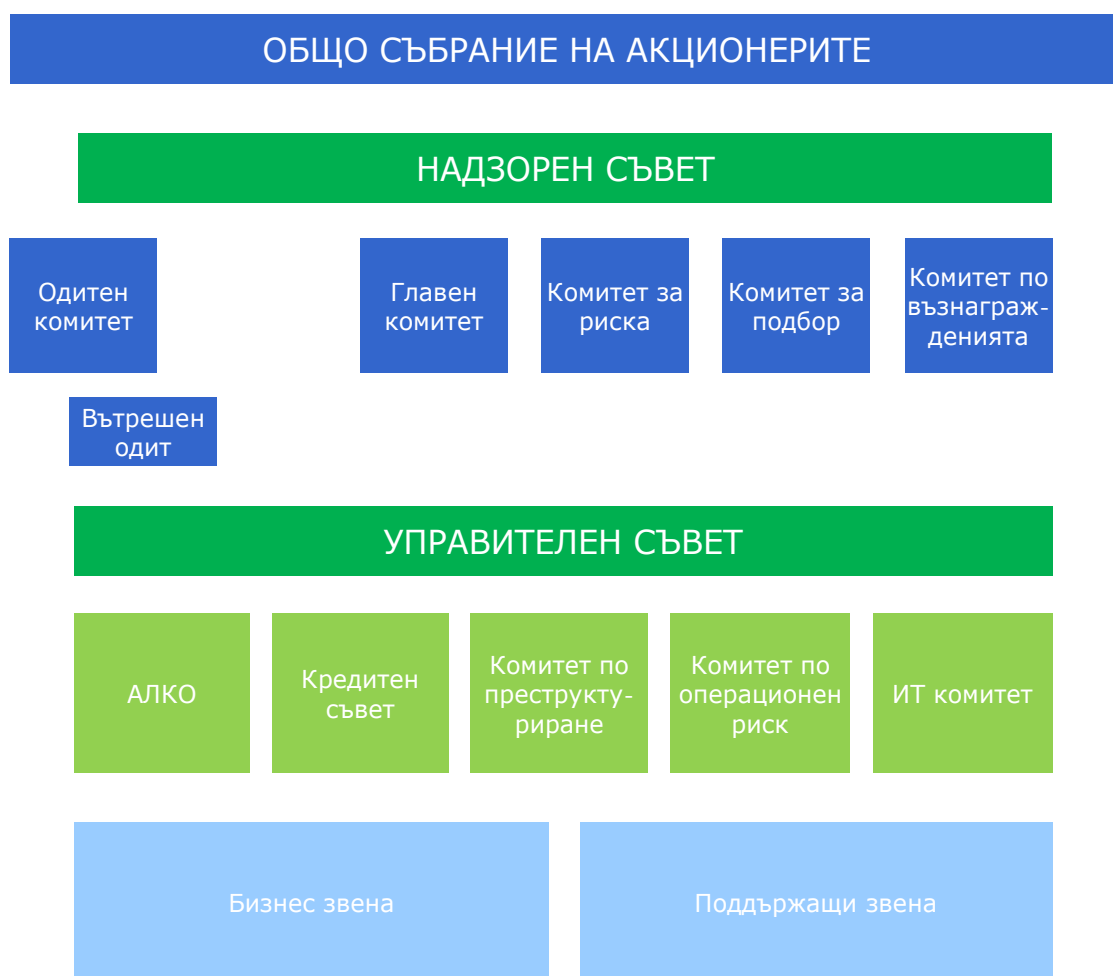 ОБЩО СЪБРАНИЕ НА АКЦИОНЕРИТЕ
НАДЗОРЕН СЪВЕТ
Одитен
комитет
Главен
комитет
Комитет за
риска
Комитет за
подбор
Комитет по
възнаграж-
денията
Вътрешен
одит
УПРАВИТЕЛЕН СЪВЕТ
АЛКО
Кредитен
съвет
Комитет по
преструкту-
риране
Комитет по
операционен
риск
ИТ комитет
Бизнес звена
Поддържащи звена